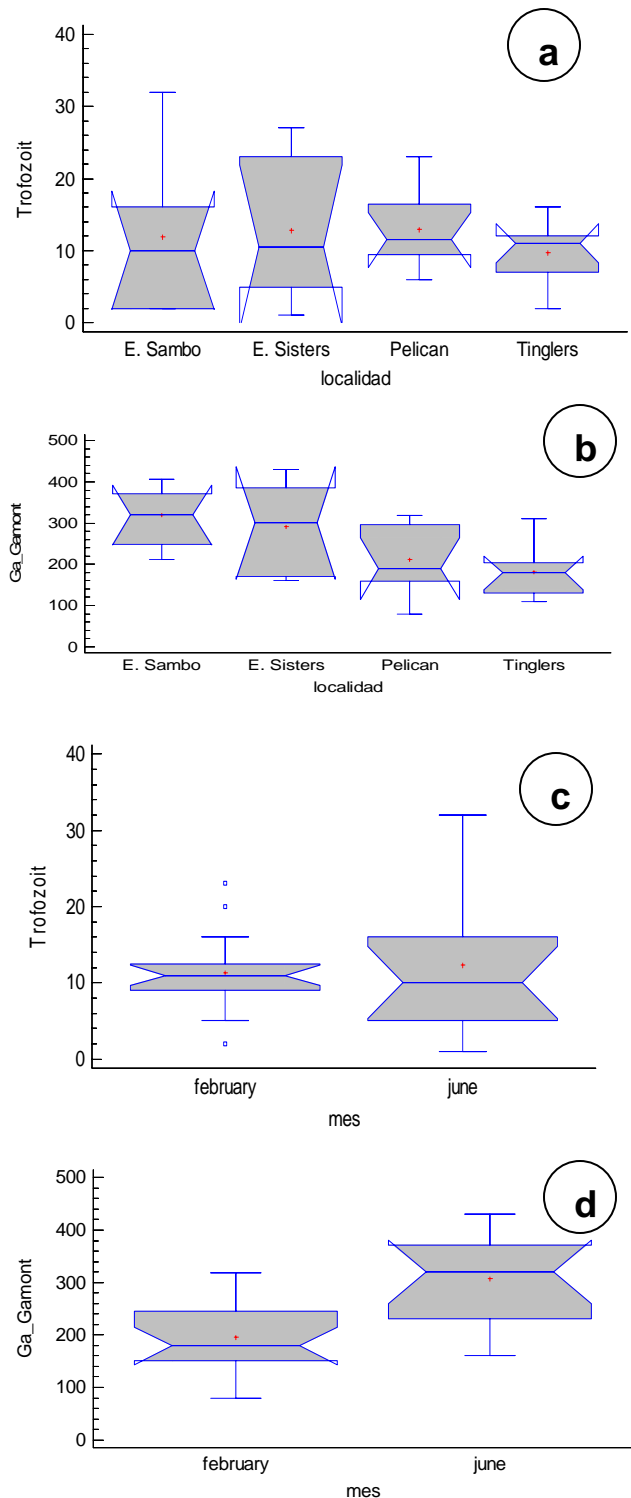 a
40
30
20
10
0
Trofozoit
E. Sambo E. Sisters Pelican Tinglers
localidad
b
500
400
300
200
100
0
Ga_Gamont
E. Sambo E. Sisters Pelican Tinglers
localidad
c
40
30
20
10
0
Trofozoit
february june
mes
d
500
400
300
200
100
0
Ga_Gamont
february june
mes